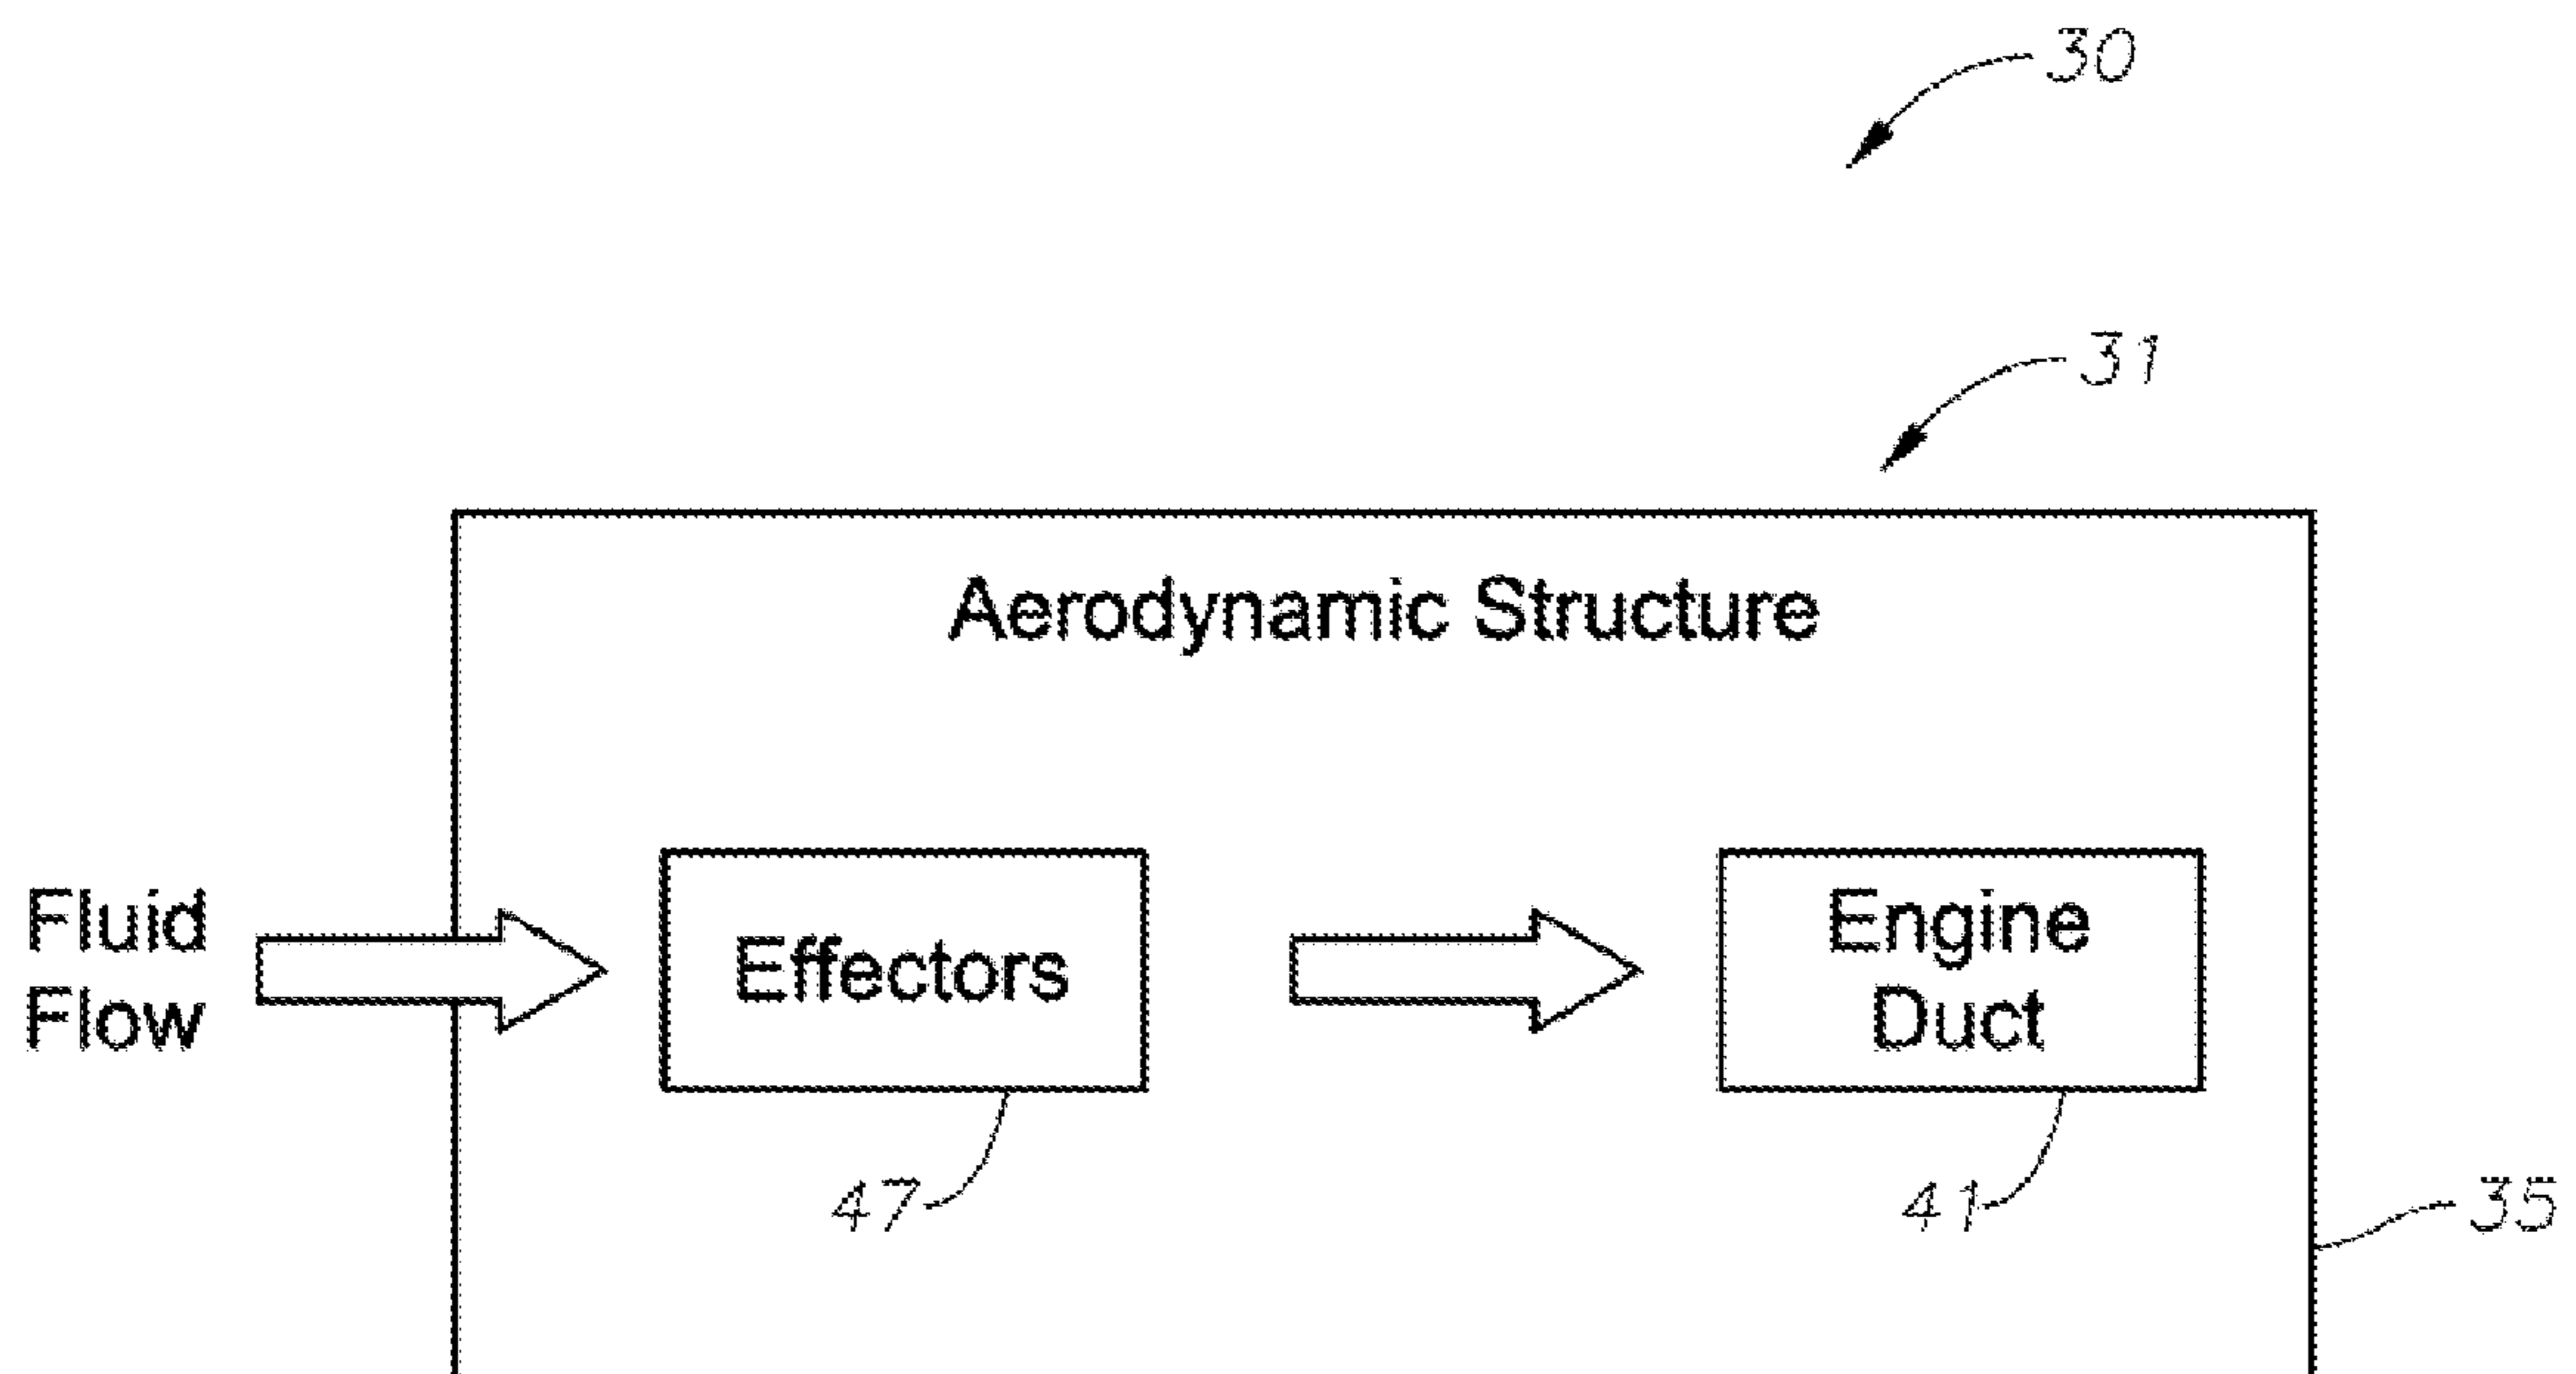 30
31
Aerodynamic Structure
Fluid
Flow
Effectors
Engine
Duct
47
41
35